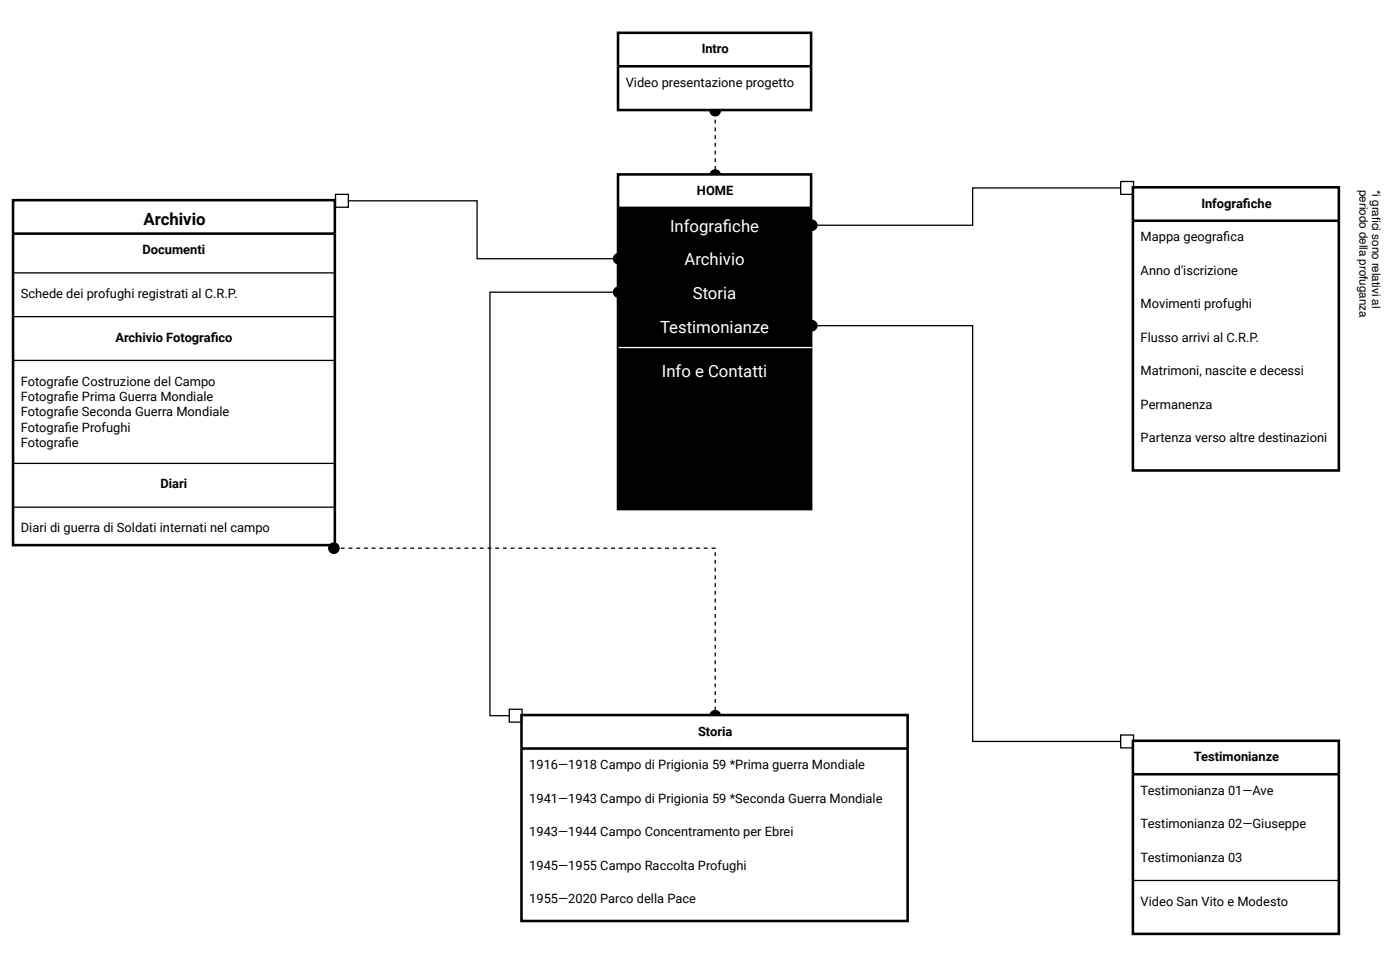 Intro
Video presentazione progetto
HOME
Infografiche
Archivio
Storia
Testimonianze
Info e Contatti
Archivio
Documenti
Schede dei profughi registrati al C.R.P.
Archivio Fotografico
Fotografie Costruzione del Campo
Fotografie Prima Guerra Mondiale
Fotografie Seconda Guerra Mondiale
Fotografie Profughi
Fotografie
Diari
Diari di guerra di Soldati internati nel campo
Infografiche
Mappa geografica
Anno d'iscrizione
Movimenti profughi
Flusso arrivi al C.R.P.
Matrimoni, nascite e decessi
Permanenza
Partenza verso altre destinazioni
*i grafici sono relativi al
periodo della profuganza
Storia
1916—1918 Campo di Prigionia 59 *Prima guerra Mondiale
1941—1943 Campo di Prigionia 59 *Seconda Guerra Mondiale
1943—1944 Campo Concentramento per Ebrei
1945—1955 Campo Raccolta Profughi
1955—2020 Parco della Pace
Testimonianze
Testimonianza 01—Ave
Testimonianza 02—Giuseppe
Testimonianza 03
Video San Vito e Modesto